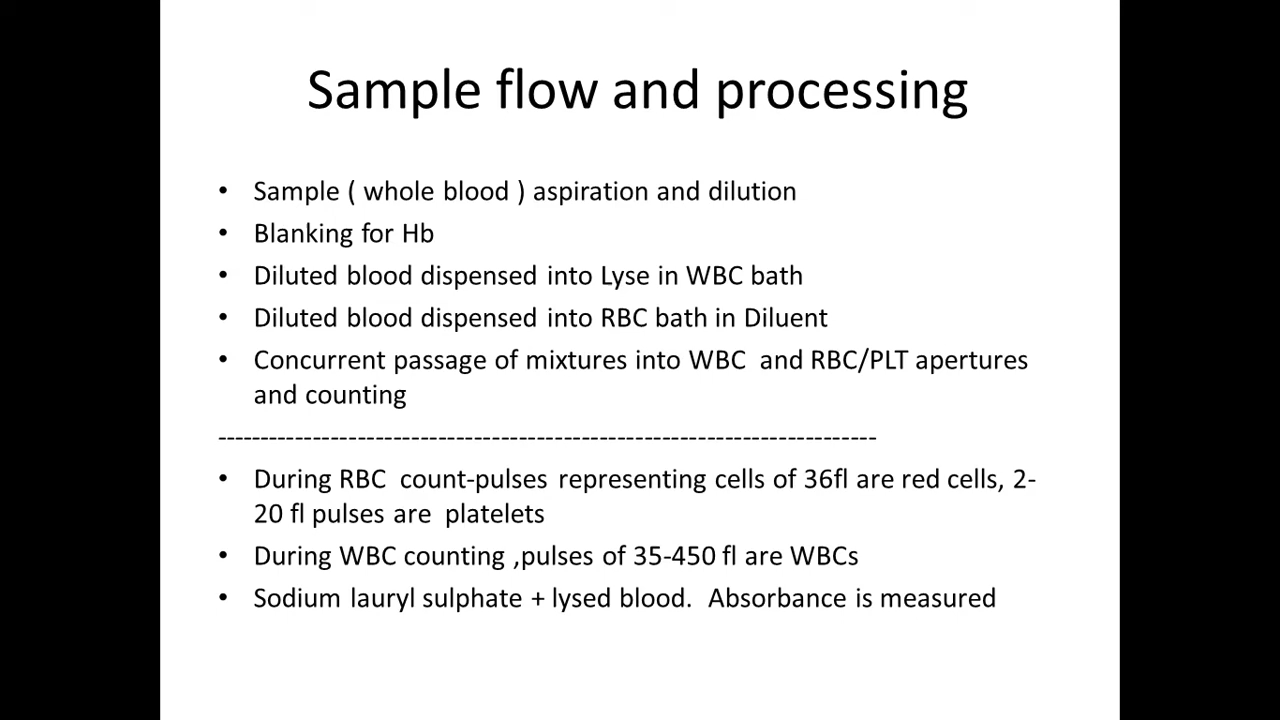 Sample flow and processing
• Sample ( whole blood ) aspiration and dilution
• Blanking for Hb
• Diluted blood dispensed into Lyse in WBC bath
• Diluted blood dispensed into RBC bath in Diluent
• Concurrent passage of mixtures into WBC  and RBC/PLT apertures
and counting
------------------------------------------------------------------------------
• During RBC  count-pulses  representing cells of 36fl are red cells, 2-
20 fl pulses are  platelets
• During WBC counting ,pulses of 35-450 fl are WBCs
• Sodium lauryl sulphate + lysed blood.  Absorbance is measured